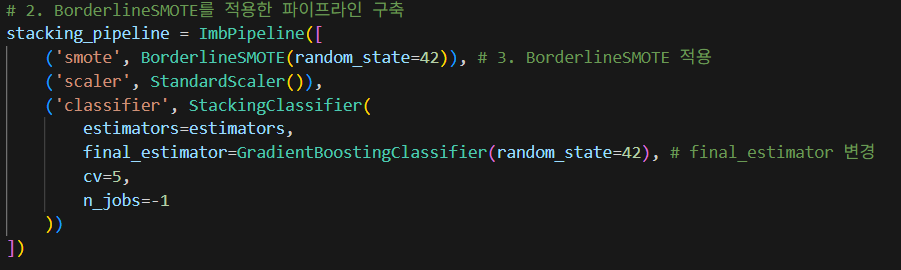 # 2. BorderlineSMOTE를 적용한 파이프라인 구축
stacking_pipeline = ImbPipeline([
    ('smote', BorderlineSMOTE(random_state=42)), # 3. BorderlineSMOTE 적용
    ('scaler', StandardScaler()),
    ('classifier', StackingClassifier(
        estimators=estimators,
        final_estimator=GradientBoostingClassifier(random_state=42), # final_estimator 변경
        cv=5,
        n_jobs=-1
    ))
])